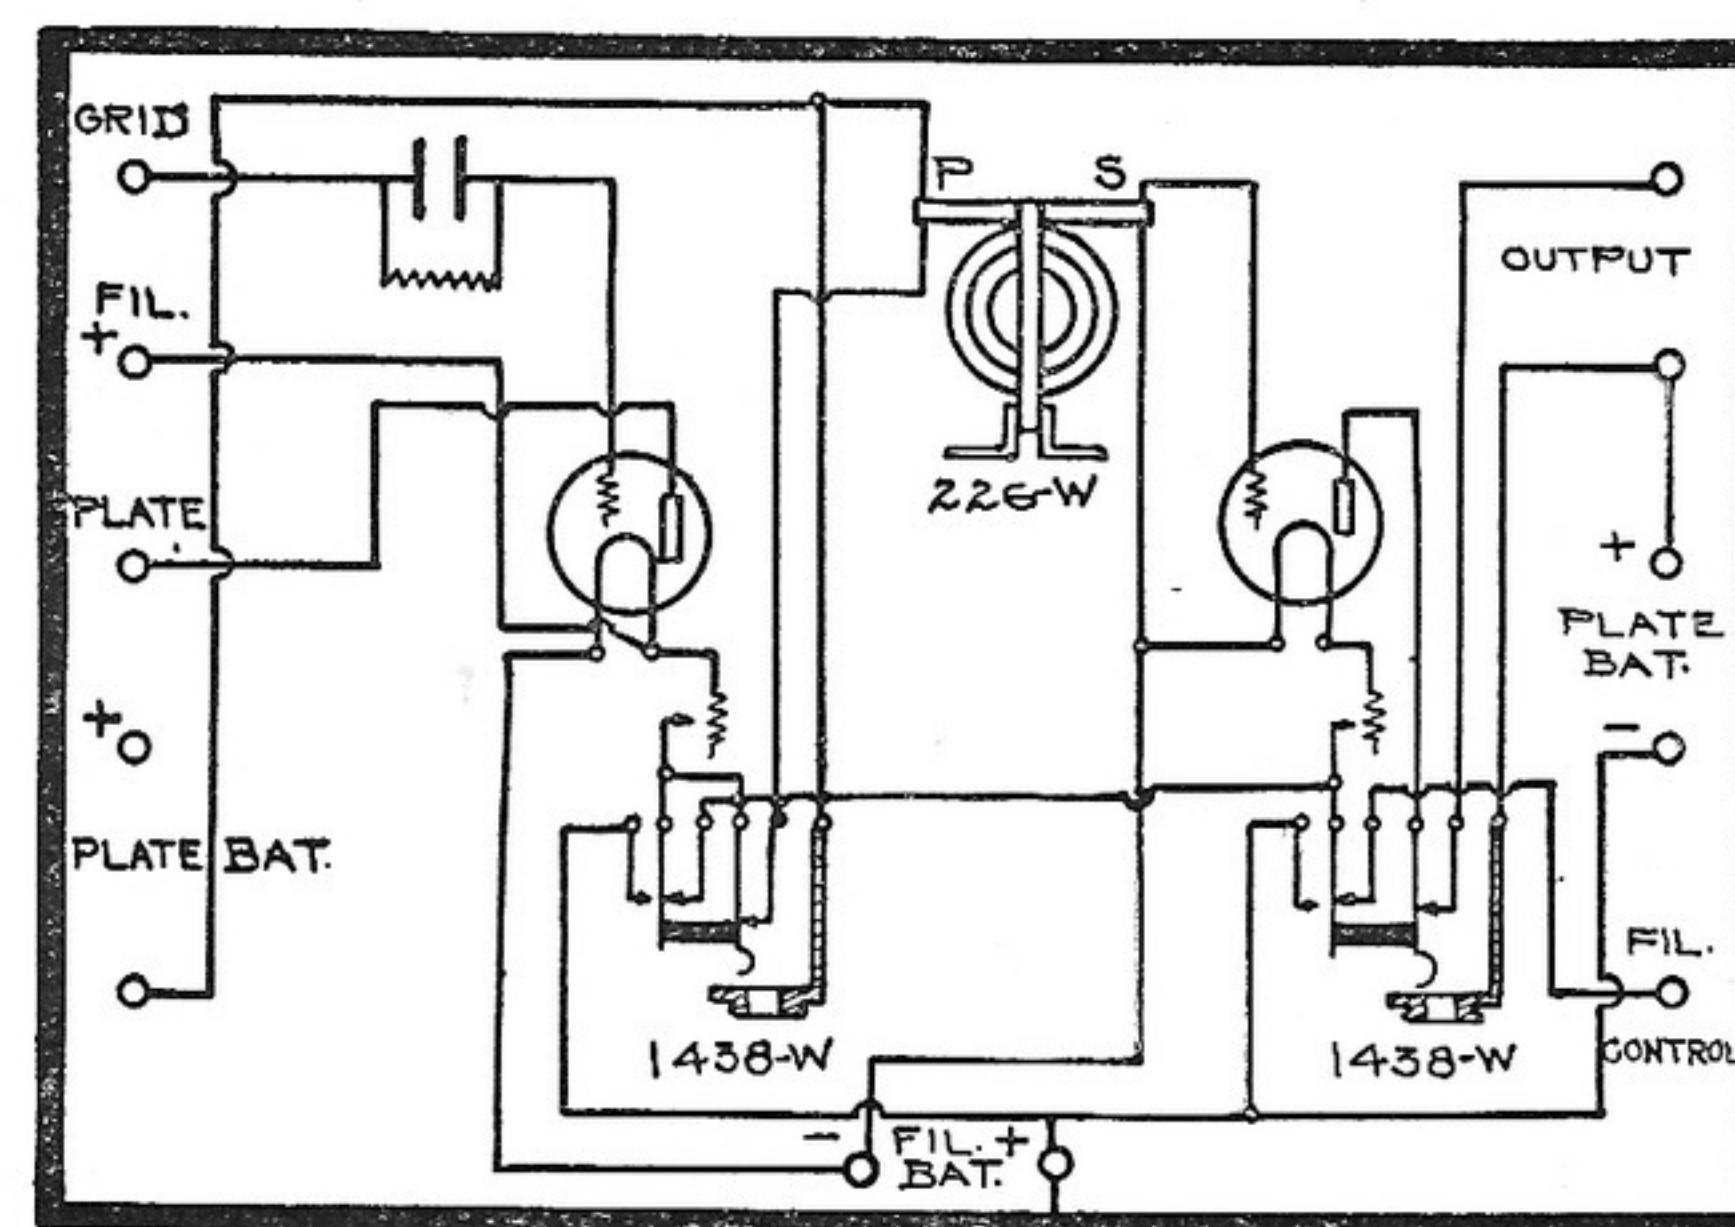 GRID
P S
FIL.
+
OUTPUT
226-W
PLATE
+
PLATE
BAT.
+
-
PLATE BAT.
FIL.
CONTROL
1438-W
1438-W
- FIL. +
BAT.